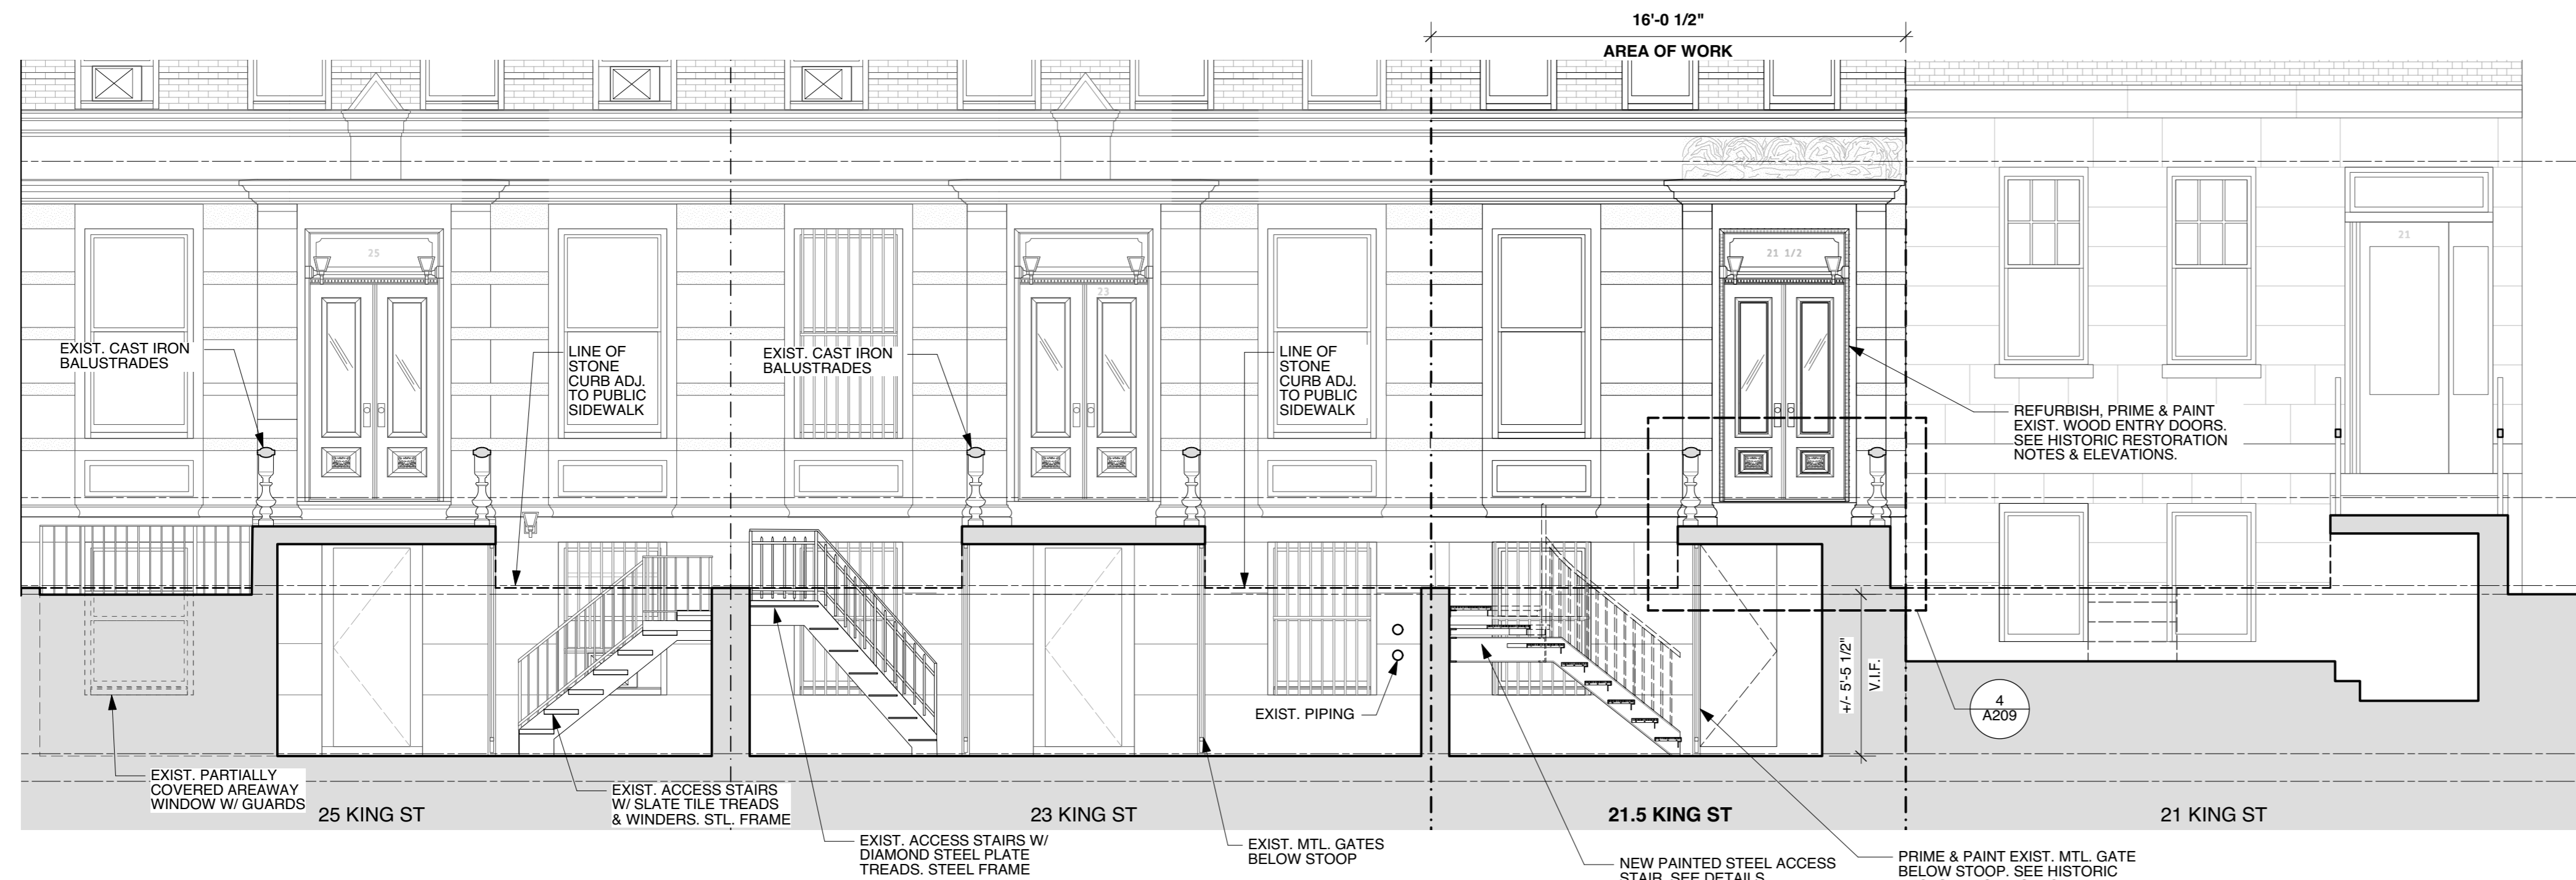 16'-0 1/2"
AREA OF WORK
25
23
21 1/2
21
EXIST. CAST IRON
BALUSTRADES
LINE OF
STONE
CURB ADJ.
TO PUBLIC
SIDEWALK
EXIST. CAST IRON
BALUSTRADES
LINE OF
STONE
CURB ADJ.
TO PUBLIC
SIDEWALK
REFURBISH, PRIME & PAINT
EXIST. WOOD ENTRY DOORS.
SEE HISTORIC RESTORATION
NOTES & ELEVATIONS.
EXIST. PIPING
+/- 5'-5 1/2"
V.I.F.
4
A209
EXIST. PARTIALLY
COVERED AREAWAY
WINDOW W/ GUARDS
25 KING ST
EXIST. ACCESS STAIRS
W/ SLATE TILE TREADS
& WINDERS. STL. FRAME
23 KING ST
21.5 KING ST
21 KING ST
EXIST. ACCESS STAIRS W/
DIAMOND STEEL PLATE
TREADS. STEEL FRAME
EXIST. MTL. GATES
BELOW STOOP
NEW PAINTED STEEL ACCESS
STAIR. SEE DETAILS
PRIME & PAINT EXIST. MTL. GATE
BELOW STOOP. SEE HISTORIC